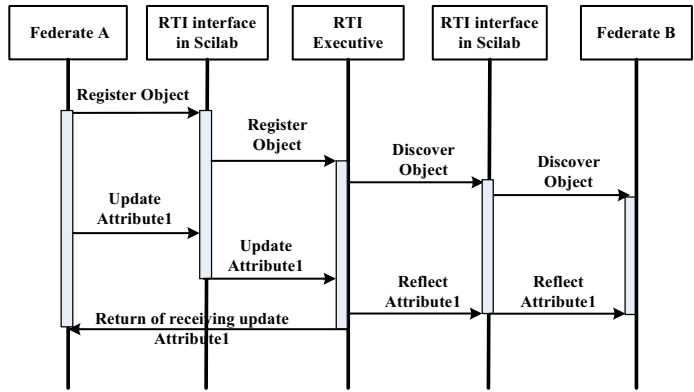 Federate A
RTI interface
in Scilab
RTI
Executive
RTI interface
in Scilab
Federate B
Register Object
Register
Object
Discover
Object
Discover
Object
Update
Attribute1
Update
Attribute1
Reflect
Attribute1
Reflect
Attribute1
Return of receiving update
Attribute1